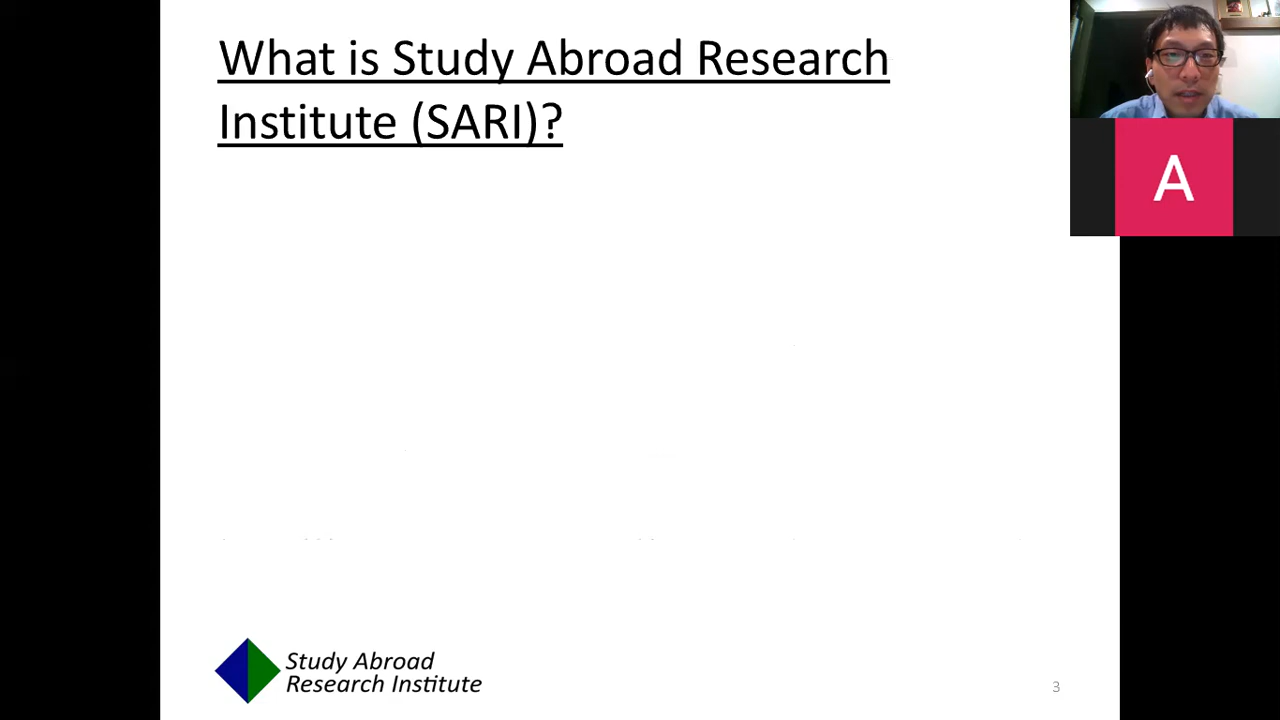 What is Study Abroad Research
Institute (SARI)?
A
Study Abroad
Research Institute
3